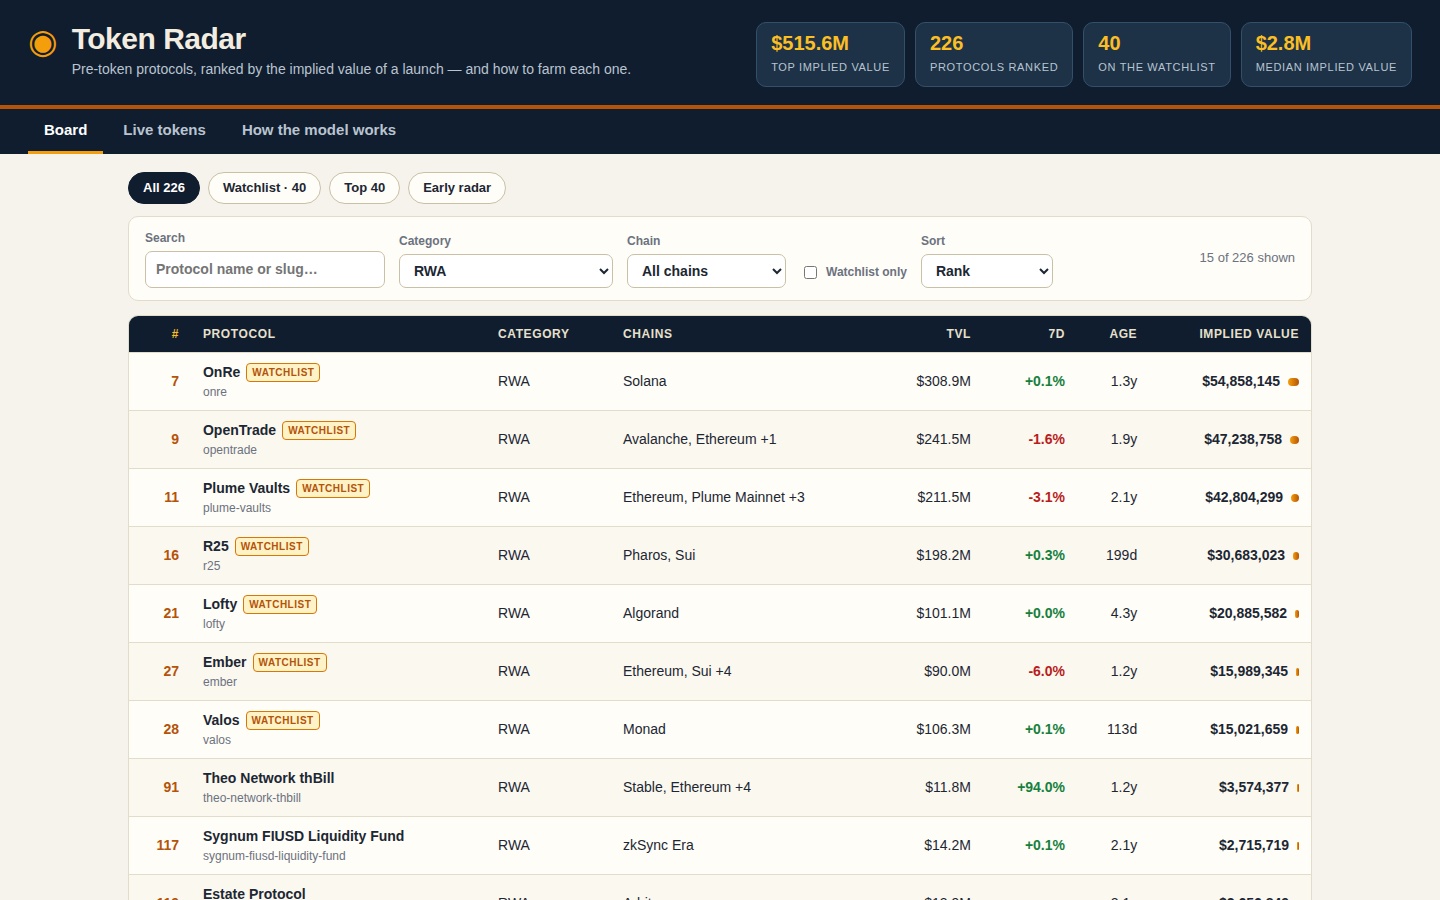 Token Radar
Pre-token protocols, ranked by the implied value of a launch — and how to farm each one.
$515.6M
TOP IMPLIED VALUE
226
PROTOCOLS RANKED
40
ON THE WATCHLIST
$2.8M
MEDIAN IMPLIED VALUE
Board Live tokens How the model works
All 226 Watchlist · 40 Top 40 Early radar
Search
Protocol name or slug…
Category
RWA
Chain
All chains
Watchlist only
Sort
Rank
15 of 226 shown
# PROTOCOL CATEGORY CHAINS TVL 7D AGE IMPLIED VALUE
7 OnRe WATCHLIST RWA Solana $308.9M +0.1% 1.3y $54,858,145
onre
9 OpenTrade WATCHLIST RWA Avalanche, Ethereum +1 $241.5M -1.6% 1.9y $47,238,758
opentrade
11 Plume Vaults WATCHLIST RWA Ethereum, Plume Mainnet +3 $211.5M -3.1% 2.1y $42,804,299
plume-vaults
16 R25 WATCHLIST RWA Pharos, Sui $198.2M +0.3% 199d $30,683,023
r25
21 Lofty WATCHLIST RWA Algorand $101.1M +0.0% 4.3y $20,885,582
lofty
27 Ember WATCHLIST RWA Ethereum, Sui +4 $90.0M -6.0% 1.2y $15,989,345
ember
28 Valos WATCHLIST RWA Monad $106.3M +0.1% 113d $15,021,659
valos
91 Theo Network thBill RWA Stable, Ethereum +4 $11.8M +94.0% 1.2y $3,574,377
theo-network-thbill
117 Sygnum FIUSD Liquidity Fund RWA zkSync Era $14.2M +0.1% 2.1y $2,715,719
sygnum-fiusd-liquidity-fund
Estate Protocol